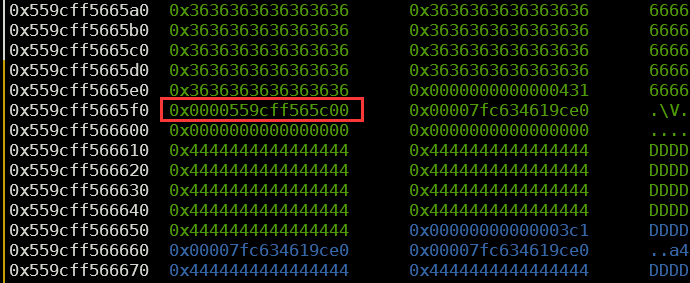 0x559cff5665a0 0x3636363636363636 0x3636363636363636 6666
0x559cff5665b0 0x3636363636363636 0x3636363636363636 6666
0x559cff5665c0 0x3636363636363636 0x3636363636363636 6666
0x559cff5665d0 0x3636363636363636 0x3636363636363636 6666
0x559cff5665e0 0x3636363636363636 0x0000000000000431 6666
0x559cff5665f0 0x0000559cff565c00 0x00007fc634619ce0 .\V.
0x559cff566600 0x0000000000000000 0x0000000000000000 ....
0x559cff566610 0x4444444444444444 0x4444444444444444 DDDD
0x559cff566620 0x4444444444444444 0x4444444444444444 DDDD
0x559cff566630 0x4444444444444444 0x4444444444444444 DDDD
0x559cff566640 0x4444444444444444 0x4444444444444444 DDDD
0x559cff566650 0x4444444444444444 0x00000000000003c1 DDDD
0x559cff566660 0x00007fc634619ce0 0x00007fc634619ce0 ..a4
0x559cff566670 0x4444444444444444 0x4444444444444444 DDDD